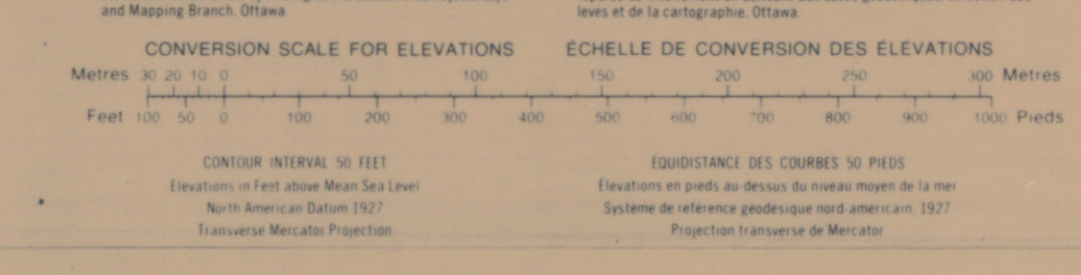 and Mapping Branch. Ottawa.
levés et de la cartographie. Ottawa.
CONVERSION SCALE FOR ELEVATIONS
ÉCHELLE DE CONVERSION DES ÉLÉVATIONS
Metres 30 20 10 0 50 100 150 200 250 300 Mètres
Feet 100 50 0 100 200 300 400 500 600 700 800 900 1000 Pieds
CONTOUR INTERVAL 50 FEET
Elevations in Feet above Mean Sea Level
North American Datum 1927
Transverse Mercator Projection
ÉQUIDISTANCE DES COURBES 50 PIEDS
Élévations en pieds au-dessus du niveau moyen de la mer
Système de référence géodésique nord-américain, 1927
Projection transverse de Mercator